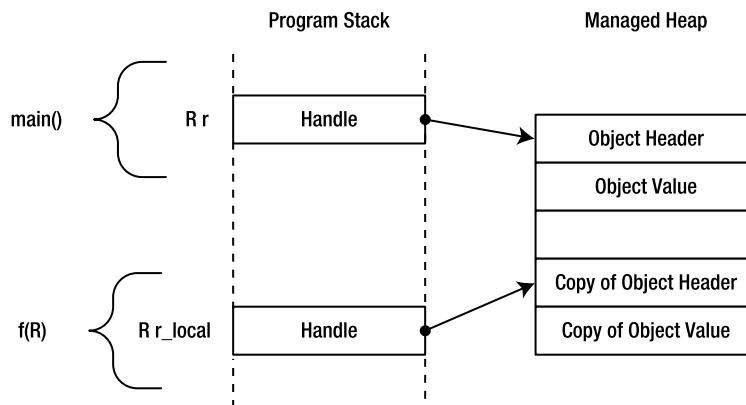 Program Stack
Managed Heap
main()
R r
Handle
Object Header
Object Value
Copy of Object Header
f(R)
R r_local
Handle
Copy of Object Value